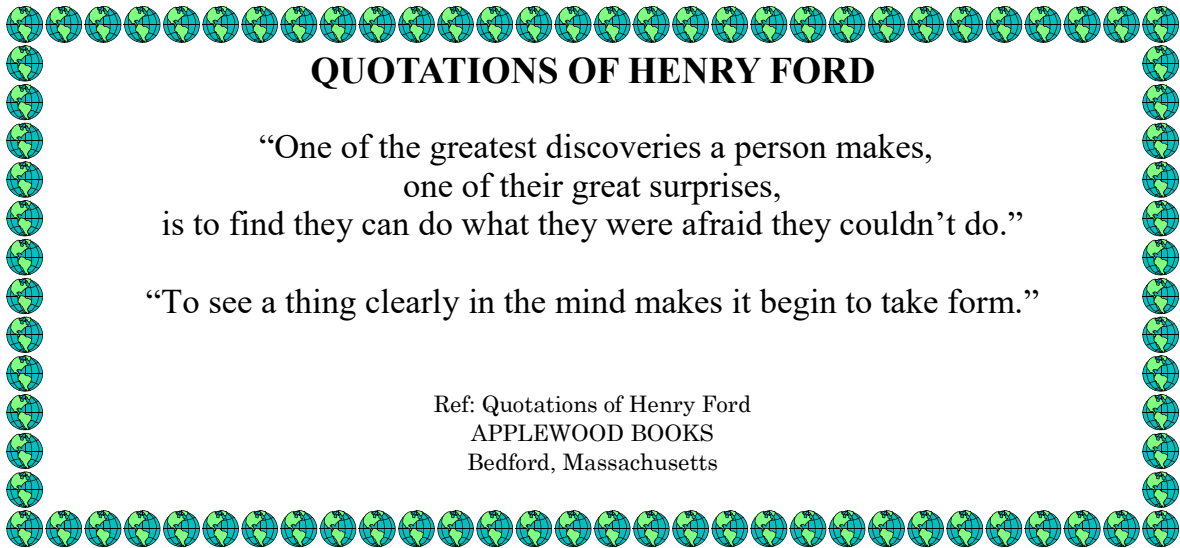 QUOTATIONS OF HENRY FORD
“One of the greatest discoveries a person makes,
one of their great surprises,
is to find they can do what they were afraid they couldn’t do.”
“To see a thing clearly in the mind makes it begin to take form.”
Ref: Quotations of Henry Ford
APPLEWOOD BOOKS
Bedford, Massachusetts